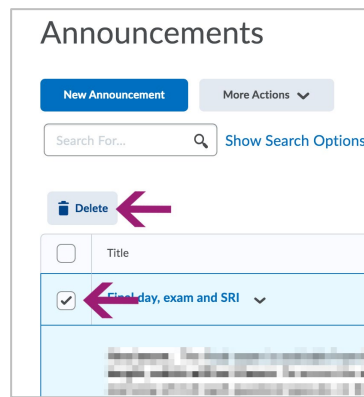 Announcements
New Announcement More Actions
Search For... Show Search Options
Delete
Title
Final day, exam and SRI